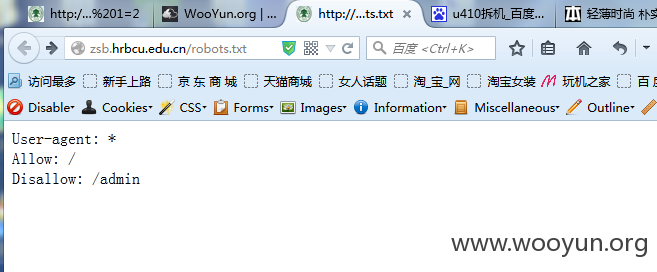 http:/...%201=2
WooYun.org | ...
http://...ts.txt
u410拆机_百度...
轻薄时尚 朴实
zsb.hrbcu.edu.cn/robots.txt
百度 <Ctrl+K>
访问最多 新手上路 京 东 商 城 天猫商城 女人话题 淘_宝_网 淘宝女装 玩机之家 百
Disable Cookies CSS Forms Images Information Miscellaneous Outline
User-agent: *
Allow: /
Disallow: /admin
www.wooyun.org